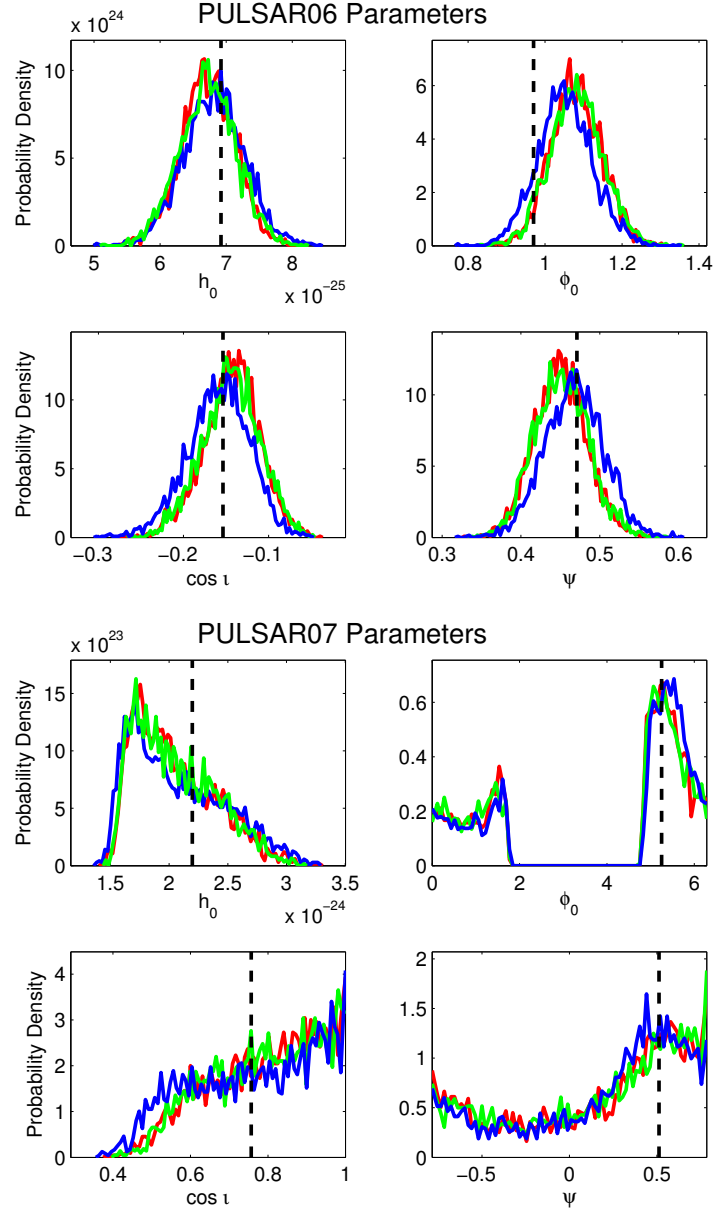 PULSAR06 Parameters
x 10^24
Probability Density
10
5
0
5 6 7 8
h_0
x 10^-25
6
4
2
0
0.8 1 1.2 1.4
ϕ_0
Probability Density
10
5
0
−0.3 −0.2 −0.1
cos ι
10
5
0
0.3 0.4 0.5 0.6
ψ
PULSAR07 Parameters
x 10^23
Probability Density
15
10
5
0
1.5 2 2.5 3 3.5
h_0
x 10^-24
0.6
0.4
0.2
0
0 2 4 6
ϕ_0
Probability Density
4
3
2
1
0
0.4 0.6 0.8 1
cos ι
2
1.5
1
0.5
0
−0.5 0 0.5
ψ